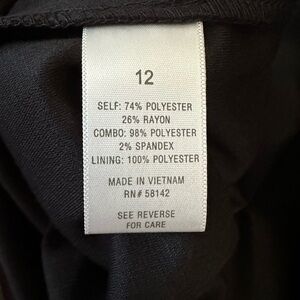 12
SELF: 74% POLYESTER
26% RAYON
COMBO: 98% POLYESTER
2% SPANDEX
LINING: 100% POLYESTER
MADE IN VIETNAM
RN# 58142
SEE REVERSE
FOR CARE